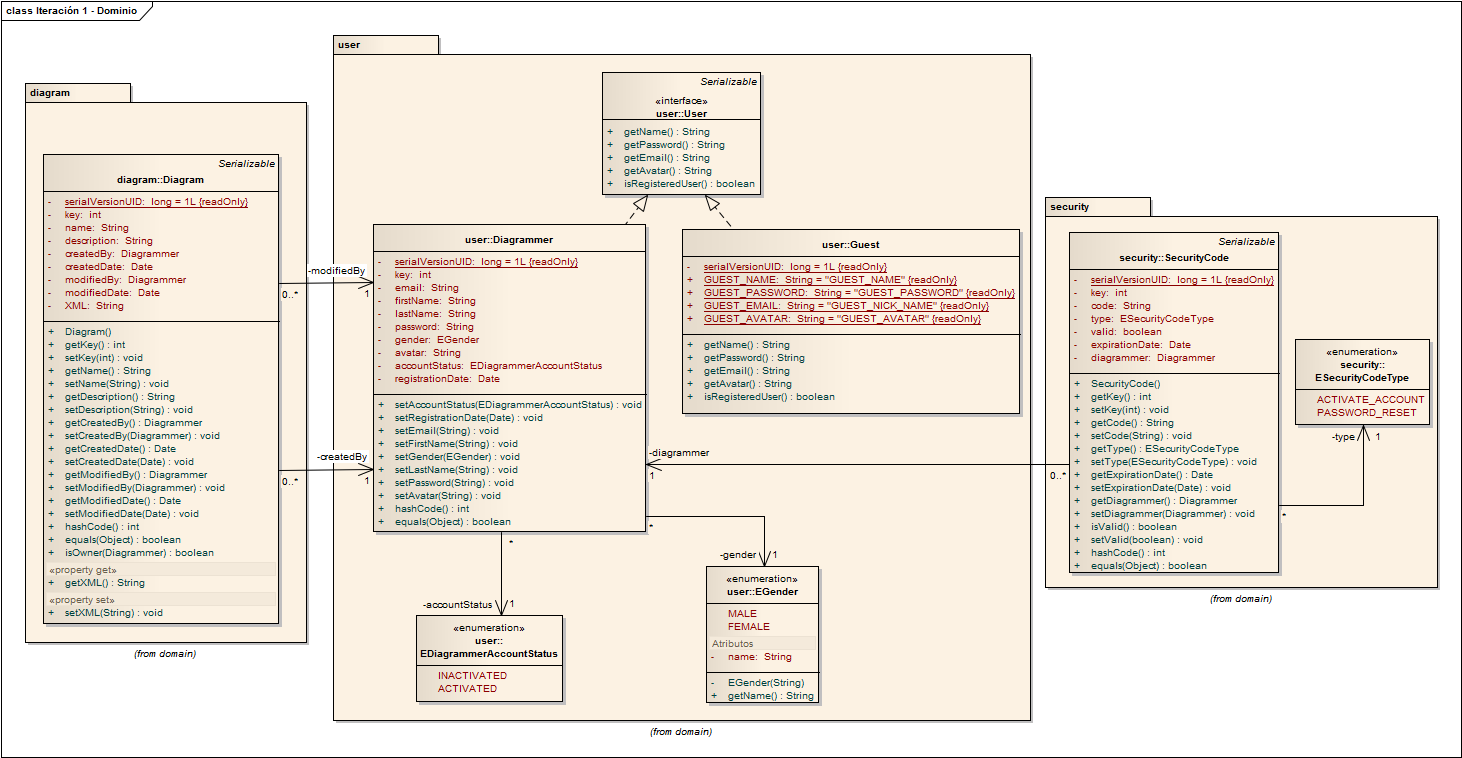 class Iteración 1 - Dominio
diagram
Serializable
diagram::Diagram
- serialVersionUID: long = 1L {readOnly}
- key: int
- name: String
- description: String
- createdBy: Diagrammer
- createdDate: Date
- modifiedBy: Diagrammer
- modifiedDate: Date
- XML: String
+ Diagram()
+ getKey() : int
+ setKey(int) : void
+ getName() : String
+ setName(String) : void
+ getDescription() : String
+ setDescription(String) : void
+ getCreatedBy() : Diagrammer
+ setCreatedBy(Diagrammer) : void
+ getCreatedDate() : Date
+ setCreatedDate(Date) : void
+ getModifiedBy() : Diagrammer
+ setModifiedBy(Diagrammer) : void
+ getModifiedDate() : Date
+ setModifiedDate(Date) : void
+ hashCode() : int
+ equals(Object) : boolean
+ isOwner(Diagrammer) : boolean
«property get»
+ getXML() : String
«property set»
+ setXML(String) : void
(from domain)
-modifiedBy
0..*
1
-createdBy
0..*
1
user
Serializable
«interface»
user::User
+ getName() : String
+ getPassword() : String
+ getEmail() : String
+ getAvatar() : String
+ isRegisteredUser() : boolean
user::Diagrammer
- serialVersionUID: long = 1L {readOnly}
- key: int
- email: String
- firstName: String
- lastName: String
- password: String
- gender: EGender
- avatar: String
- accountStatus: EDiagrammerAccountStatus
- registrationDate: Date
+ setAccountStatus(EDiagrammerAccountStatus) : void
+ setRegistrationDate(Date) : void
+ setEmail(String) : void
+ setFirstName(String) : void
+ setGender(EGender) : void
+ setLastName(String) : void
+ setPassword(String) : void
+ setAvatar(String) : void
+ hashCode() : int
+ equals(Object) : boolean
user::Guest
- serialVersionUID: long = 1L {readOnly}
+ GUEST_NAME: String = "GUEST_NAME" {readOnly}
+ GUEST_PASSWORD: String = "GUEST_PASSWORD" {readOnly}
+ GUEST_EMAIL: String = "GUEST_NICK_NAME" {readOnly}
+ GUEST_AVATAR: String = "GUEST_AVATAR" {readOnly}
+ getName() : String
+ getPassword() : String
+ getEmail() : String
+ getAvatar() : String
+ isRegisteredUser() : boolean
-diagrammer
1
0..*
*
-gender
1
*
-accountStatus
1
«enumeration»
user::
EDiagrammerAccountStatus
INACTIVATED
ACTIVATED
«enumeration»
user::EGender
MALE
FEMALE
Atributos
- name: String
- EGender(String)
+ getName() : String
(from domain)
security
Serializable
security::SecurityCode
- serialVersionUID: long = 1L {readOnly}
- key: int
- code: String
- type: ESecurityCodeType
- valid: boolean
- expirationDate: Date
- diagrammer: Diagrammer
+ SecurityCode()
+ getKey() : int
+ setKey(int) : void
+ getCode() : String
+ setCode(String) : void
+ getType() : ESecurityCodeType
+ setType(ESecurityCodeType) : void
+ getExpirationDate() : Date
+ setExpirationDate(Date) : void
+ getDiagrammer() : Diagrammer
+ setDiagrammer(Diagrammer) : void
+ isValid() : boolean
+ setValid(boolean) : void
+ hashCode() : int
+ equals(Object) : boolean
«enumeration»
security::
ESecurityCodeType
ACTIVATE_ACCOUNT
PASSWORD_RESET
-type
1
*
(from domain)